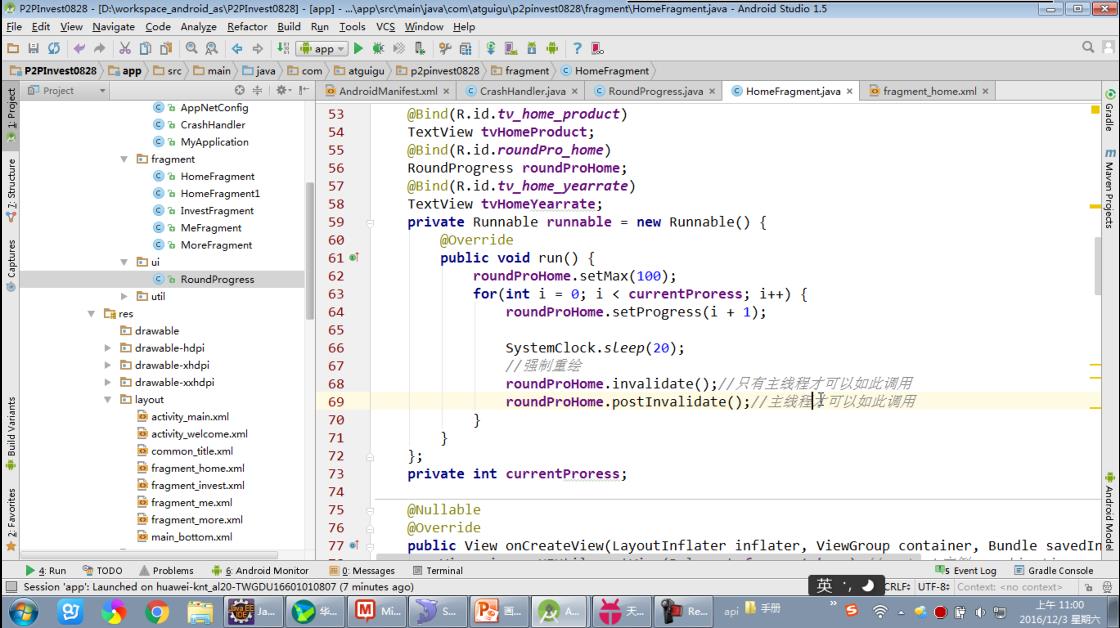 P2PInvest0828 - [D:\workspace_android_as\P2PInvest0828] - [app] - ...\app\src\main\java\com\atguigu\p2pinvest0828\fragment\HomeFragment.java - Android Studio 1.5
File Edit View Navigate Code Analyze Refactor Build Run Tools VCS Window Help
app
P2PInvest0828 app src main java com atguigu p2pinvest0828 fragment HomeFragment
Project
AndroidManifest.xml CrashHandler.java RoundProgress.java HomeFragment.java fragment_home.xml
1: Project
7: Structure
Captures
Build Variants
2: Favorites
AppNetConfig
CrashHandler
MyApplication
fragment
HomeFragment
HomeFragment1
InvestFragment
MeFragment
MoreFragment
ui
RoundProgress
util
res
drawable
drawable-hdpi
drawable-xhdpi
drawable-xxhdpi
layout
activity_main.xml
activity_welcome.xml
common_title.xml
fragment_home.xml
fragment_invest.xml
fragment_me.xml
fragment_more.xml
main_bottom.xml
53 @Bind(R.id.tv_home_product)
54 TextView tvHomeProduct;
55 @Bind(R.id.roundPro_home)
56 RoundProgress roundProHome;
57 @Bind(R.id.tv_home_yearrate)
58 TextView tvHomeYearrate;
59 private Runnable runnable = new Runnable() {
60 @Override
61 public void run() {
62 roundProHome.setMax(100);
63 for(int i = 0; i < currentProress; i++) {
64 roundProHome.setProgress(i + 1);
65
66 SystemClock.sleep(20);
67 //强制重绘
68 roundProHome.invalidate();//只有主线程才可以如此调用
69 roundProHome.postInvalidate();//主线程才可以如此调用
70 }
71 }
72 };
73 private int currentProress;
74
75 @Nullable
76 @Override
77 public View onCreateView(LayoutInflater inflater, ViewGroup container, Bundle savedIn
Gradle
Maven Projects
Android Model
4: Run TODO Problems 6: Android Monitor 0: Messages Terminal 5 Event Log Gradle Console
Session 'app': Launched on huawei-knt_al20-TWGDU16601010807 (7 minutes ago)
英
CRLF÷ UTF-8÷ Context: <no context>
Ja... 华... Mi... S... 画... A... 天... Re... api 手册
上午 11:00
2016/12/3 星期六